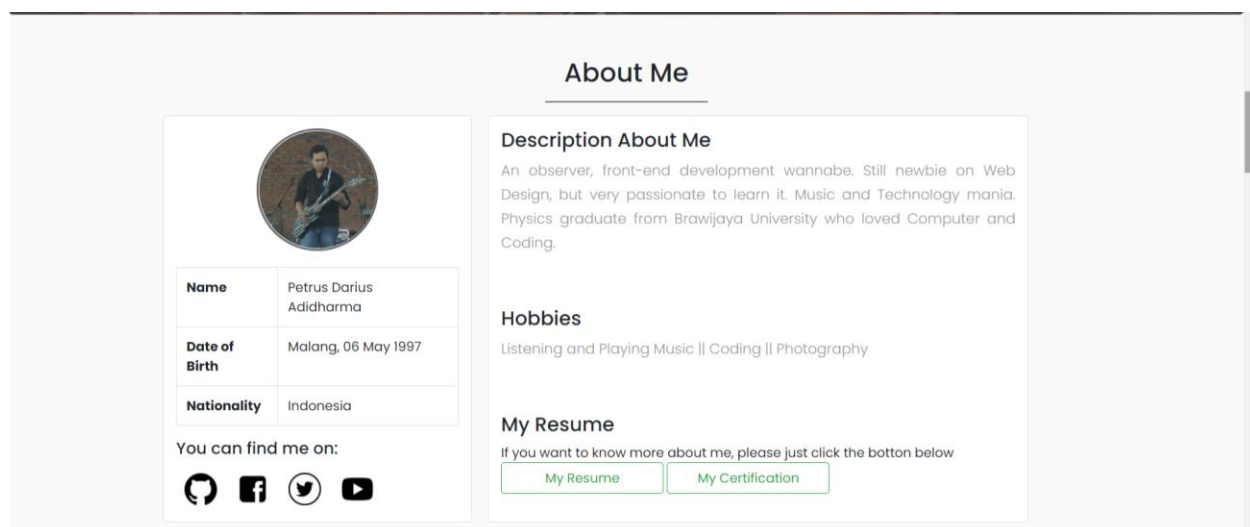 About Me
Name
Petrus Darius
Adidharma
Date of
Birth
Malang, 06 May 1997
Nationality
Indonesia
You can find me on:
Description About Me
An observer, front-end development wannabe. Still newbie on Web
Design, but very passionate to learn it. Music and Technology mania.
Physics graduate from Brawijaya University who loved Computer and
Coding.
Hobbies
Listening and Playing Music || Coding || Photography
My Resume
If you want to know more about me, please just click the botton below
My Resume
My Certification